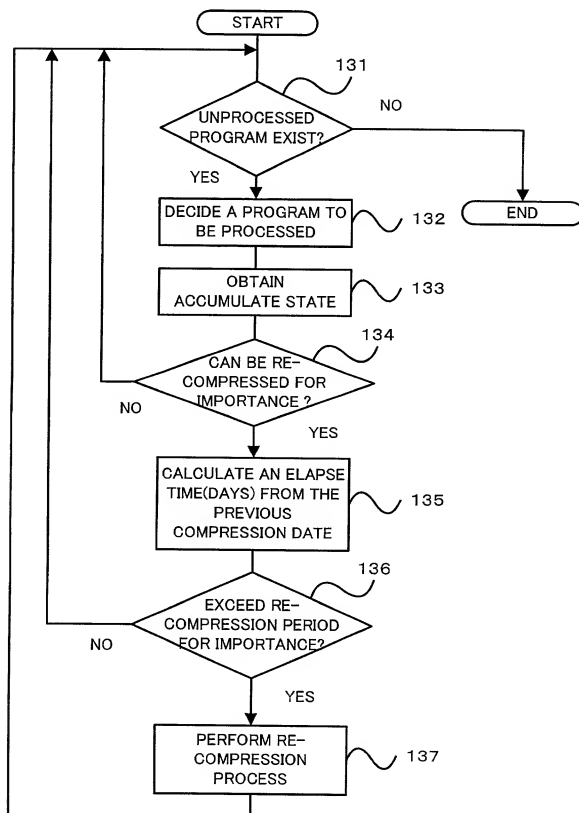 START
131
UNPROCESSED
PROGRAM EXIST?
NO
YES
DECIDE A PROGRAM TO
BE PROCESSED
132
END
OBTAIN
ACCUMULATE STATE
133
134
CAN BE RE-
COMPRESSED FOR
IMPORTANCE ?
NO
YES
CALCULATE AN ELAPSE
TIME(DAYS) FROM THE
PREVIOUS
COMPRESSION DATE
135
136
EXCEED RE-
COMPRESSION PERIOD
FOR IMPORTANCE?
NO
YES
PERFORM RE-
COMPRESSION
PROCESS
137